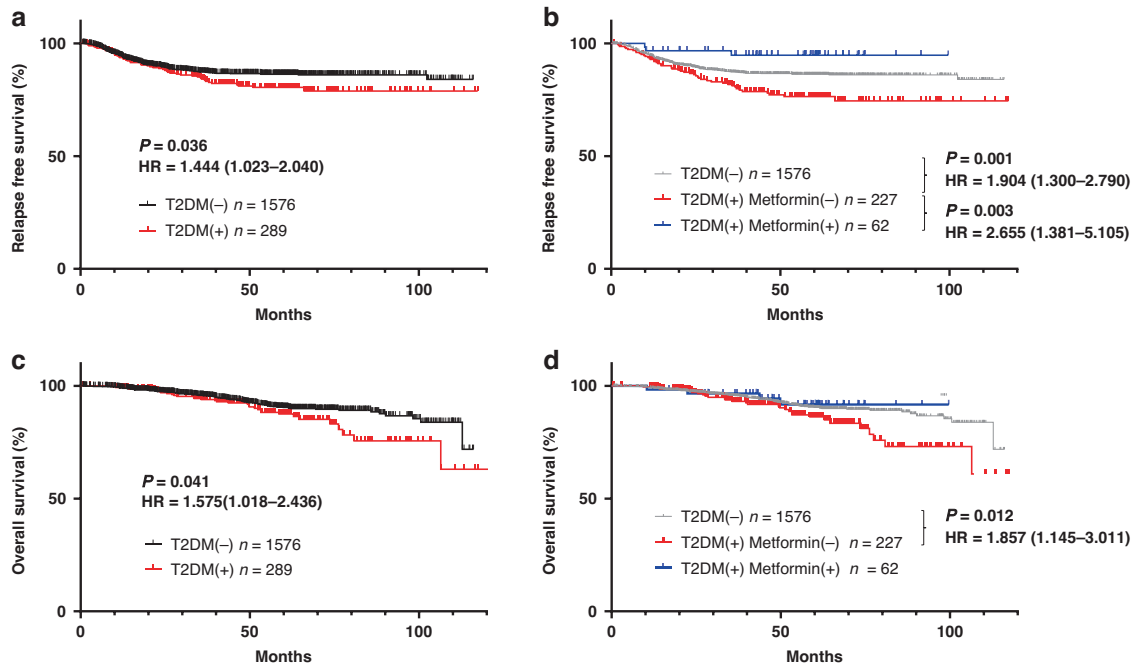 a
Relapse free survival (%)
100
50
0
P = 0.036
HR = 1.444 (1.023–2.040)
T2DM(–) n = 1576
T2DM(+) n = 289
0 50 100
Months
b
Relapse free survival (%)
100
50
0
T2DM(–) n = 1576
T2DM(+) Metformin(–) n = 227
T2DM(+) Metformin(+) n = 62
P = 0.001
HR = 1.904 (1.300–2.790)
P = 0.003
HR = 2.655 (1.381–5.105)
0 50 100
Months
c
Overall survival (%)
100
50
0
P = 0.041
HR = 1.575(1.018–2.436)
T2DM(–) n = 1576
T2DM(+) n = 289
0 50 100
Months
d
Overall survival (%)
100
50
0
T2DM(–) n = 1576
T2DM(+) Metformin(–) n = 227
T2DM(+) Metformin(+) n = 62
P = 0.012
HR = 1.857 (1.145–3.011)
0 50 100
Months